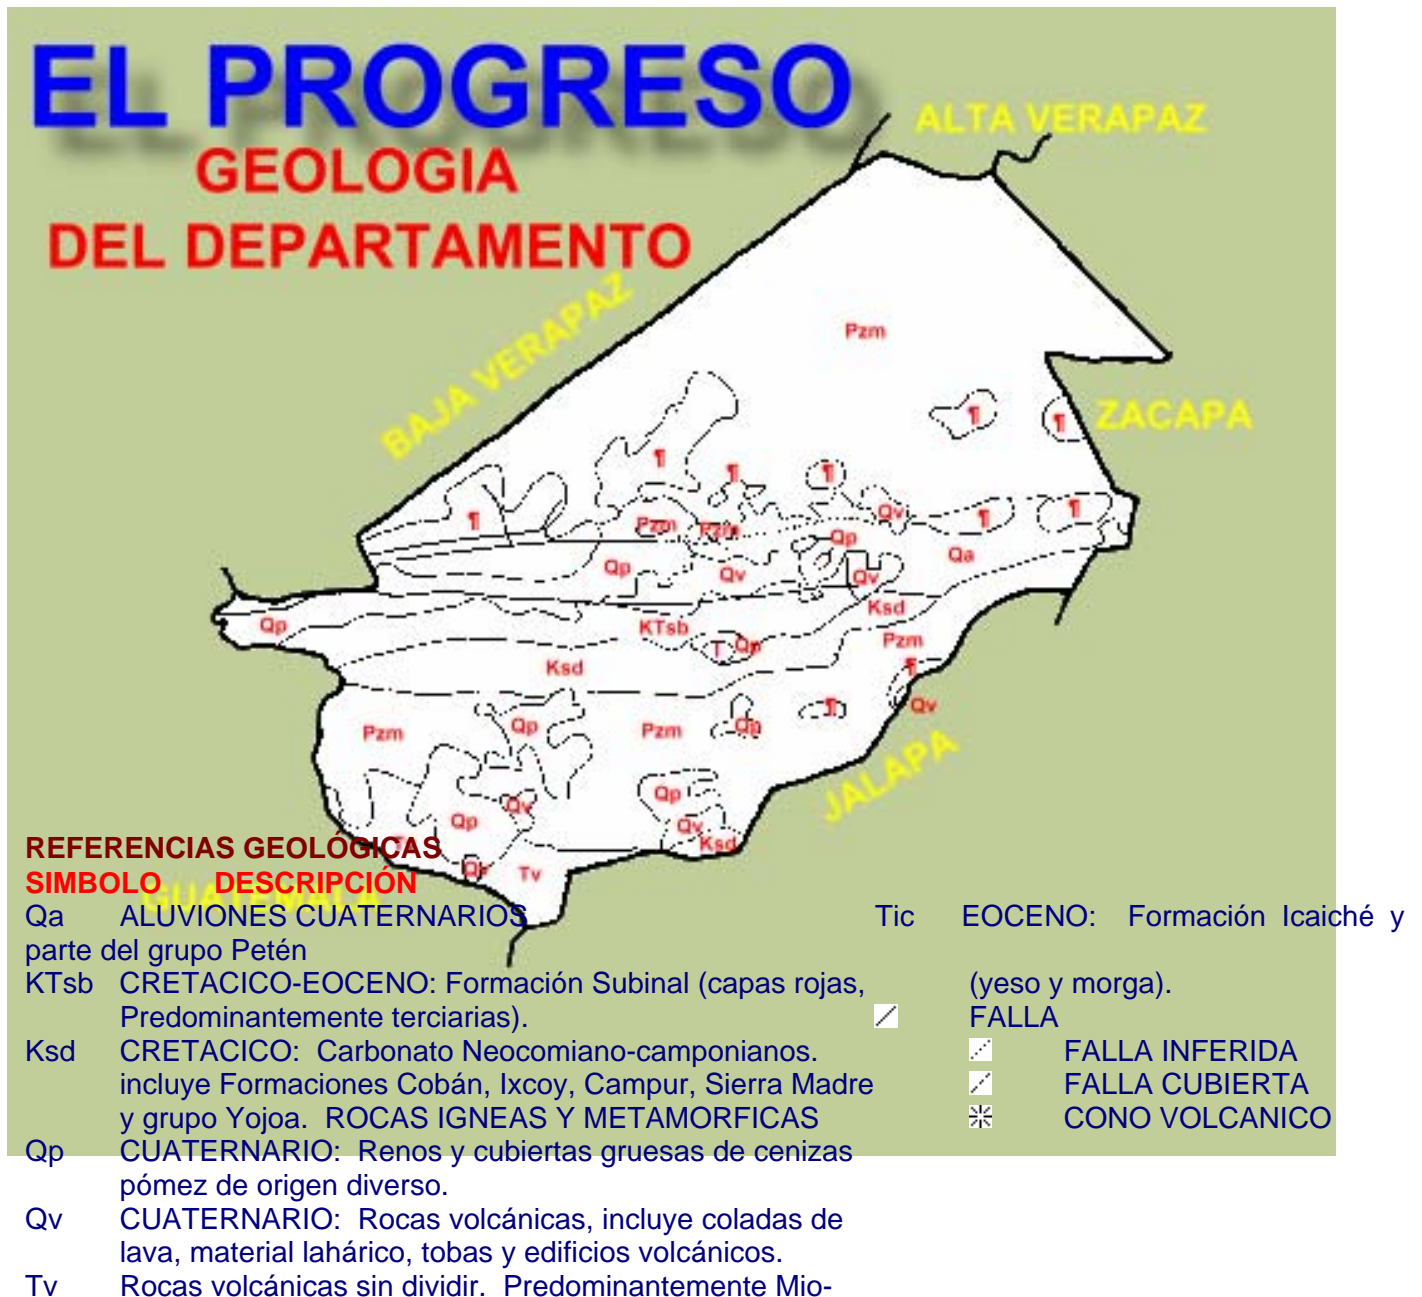 EL PROGRESO
GEOLOGIA
DEL DEPARTAMENTO
ALTA VERAPAZ
BAJA VERAPAZ
ZACAPA
JALAPA
GUATEMALA
Pzm
¶
¶
¶
¶
¶
¶
Qv
¶
¶
Pzm
Pzm
Qp
Qa
Qp
Qv
Qv
Ksd
Qp
KTsb
Pzm
T
Qp
Ksd
¶
Qv
¶
Pzm
Qp
Pzm
Qp
Qp
Qv
Qp
Qv
Ksd
T
Tv
REFERENCIAS GEOLÓGICAS
SIMBOLO DESCRIPCIÓN
Qa ALUVIONES CUATERNARIOS Tic EOCENO: Formación Icaiché y
parte del grupo Petén
KTsb CRETACICO-EOCENO: Formación Subinal (capas rojas, (yeso y morga).
Predominantemente terciarias). FALLA
Ksd CRETACICO: Carbonato Neocomiano-camponianos. FALLA INFERIDA
incluye Formaciones Cobán, Ixcoy, Campur, Sierra Madre FALLA CUBIERTA
y grupo Yojoa. ROCAS IGNEAS Y METAMORFICAS CONO VOLCANICO
Qp CUATERNARIO: Renos y cubiertas gruesas de cenizas
pómez de origen diverso.
Qv CUATERNARIO: Rocas volcánicas, incluye coladas de
lava, material lahárico, tobas y edificios volcánicos.
Tv Rocas volcánicas sin dividir. Predominantemente Mio-